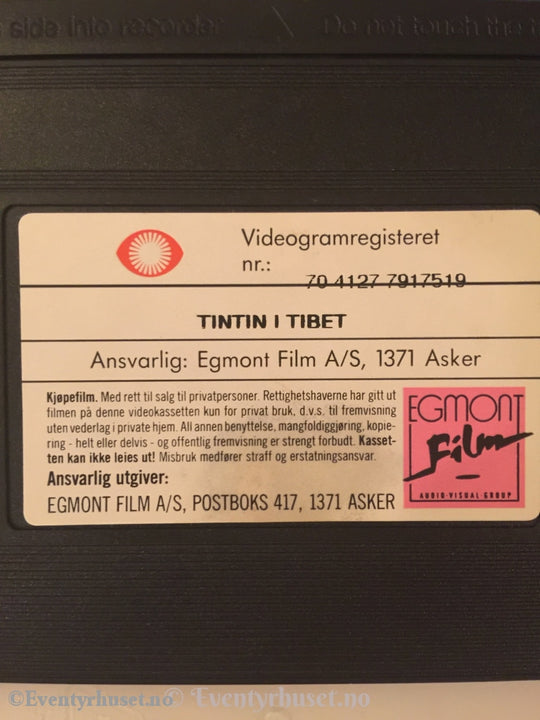 side into recorder
Do not touch the t
Videogramregisteret
nr.: 70 4127 7917519
TINTIN I TIBET
Ansvarlig: Egmont Film A/S, 1371 Asker
Kjøpefilm. Med rett til salg til privatpersoner. Rettighetshaverne har gitt ut
filmen på denne videokassetten kun for privat bruk, d.v.s. til fremvisning
uten vederlag i private hjem. All annen benyttelse, mangfoldiggjøring, kopie-
ring - helt eller delvis - og offentlig fremvisning er strengt forbudt. Kasset-
ten kan ikke leies ut! Misbruk medfører straff og erstatningsansvar.
Ansvarlig utgiver:
EGMONT FILM A/S, POSTBOKS 417, 1371 ASKER
EGMONT
Film
AUDIO·VISUAL·GROUP
©Eventyrhuset.no © Eventyrhuset.no